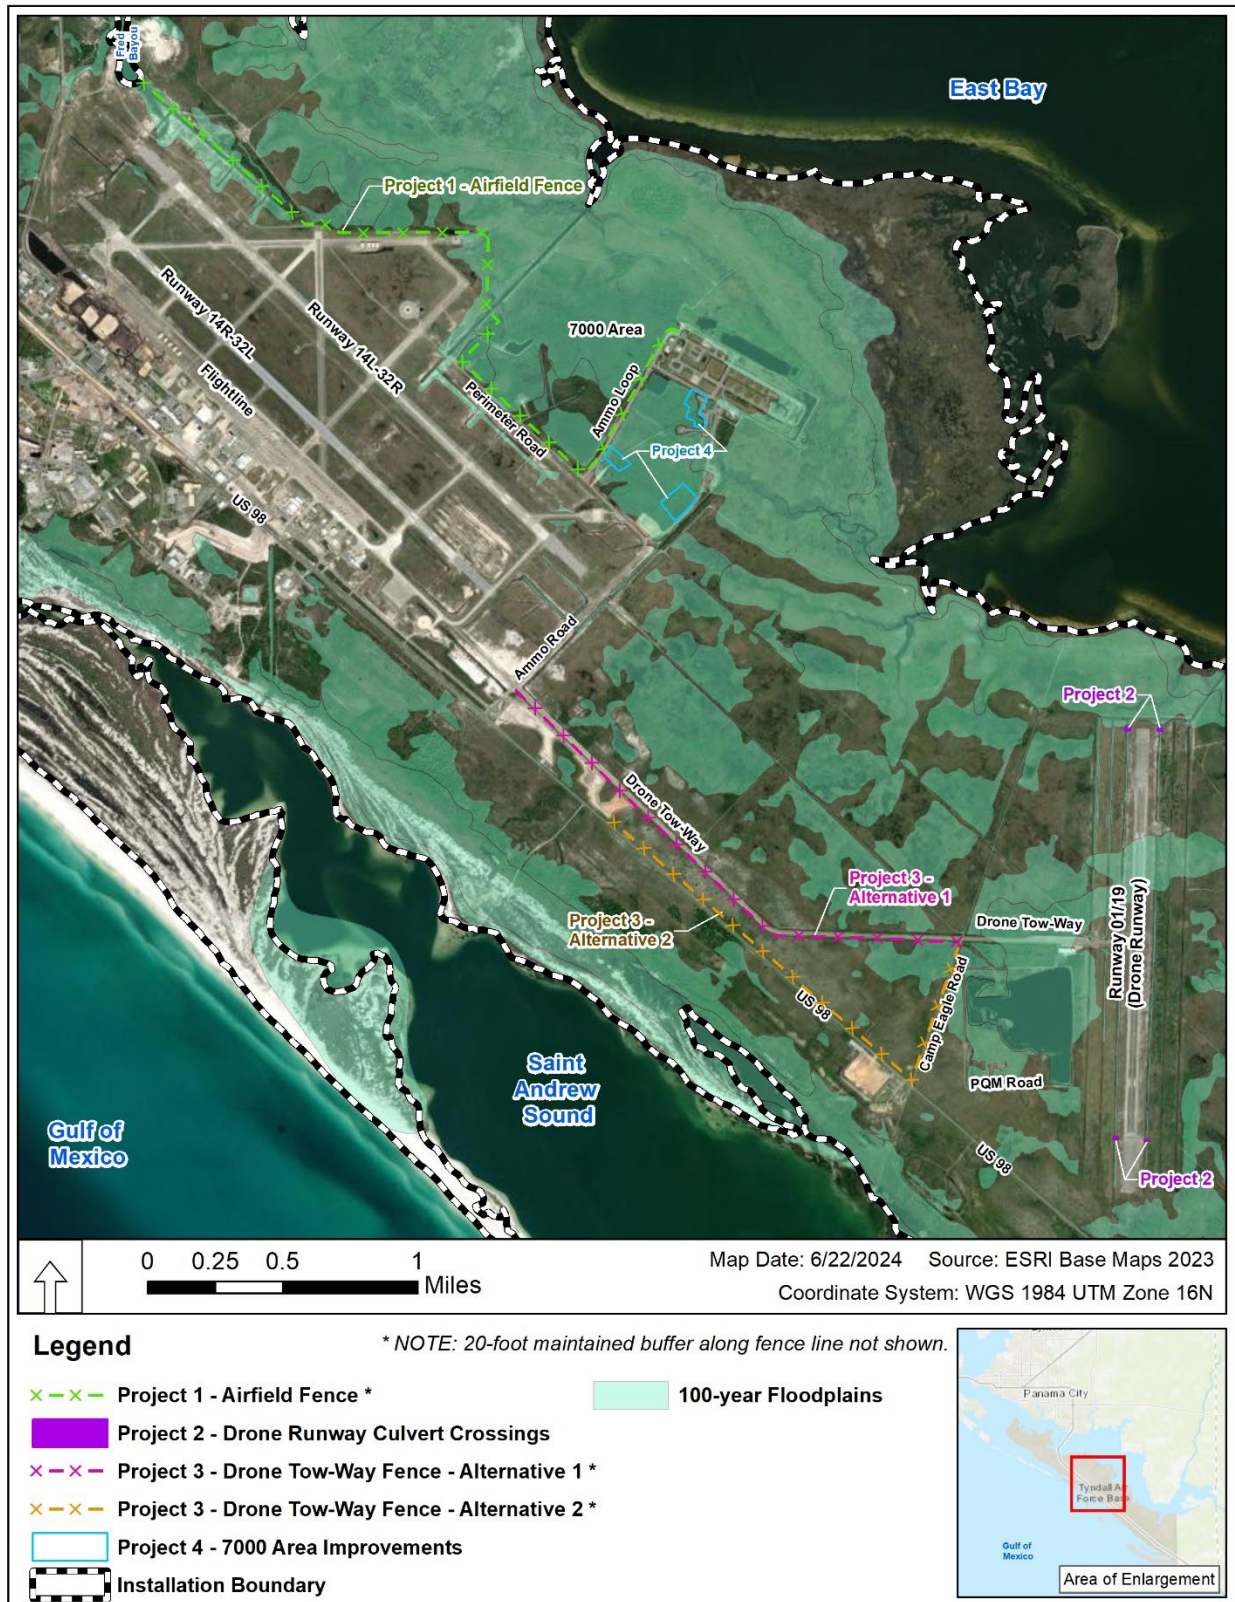 Fred
Bayou
East Bay
Project 1 - Airfield Fence
Runway 14R-32L
Runway 14L-32R
Flightline
7000 Area
Ammo Loop
Perimeter Road
Project 4
US 98
Ammo Road
Project 2
Drone Tow-Way
Project 3 -
Alternative 1
Project 3 -
Alternative 2
Drone Tow-Way
Runway 01/19
(Drone Runway)
US 98
Camp Eagle Road
PQM Road
Saint
Andrew
Sound
Gulf of
Mexico
US 98
Project 2
0 0.25 0.5 1
Miles
Map Date: 6/22/2024 Source: ESRI Base Maps 2023
Coordinate System: WGS 1984 UTM Zone 16N
Legend
* NOTE: 20-foot maintained buffer along fence line not shown.
Project 1 - Airfield Fence *
100-year Floodplains
Project 2 - Drone Runway Culvert Crossings
Project 3 - Drone Tow-Way Fence - Alternative 1 *
Project 3 - Drone Tow-Way Fence - Alternative 2 *
Project 4 - 7000 Area Improvements
Installation Boundary
Panama City
Tyndall Air
Force Base
Gulf of
Mexico
Area of Enlargement